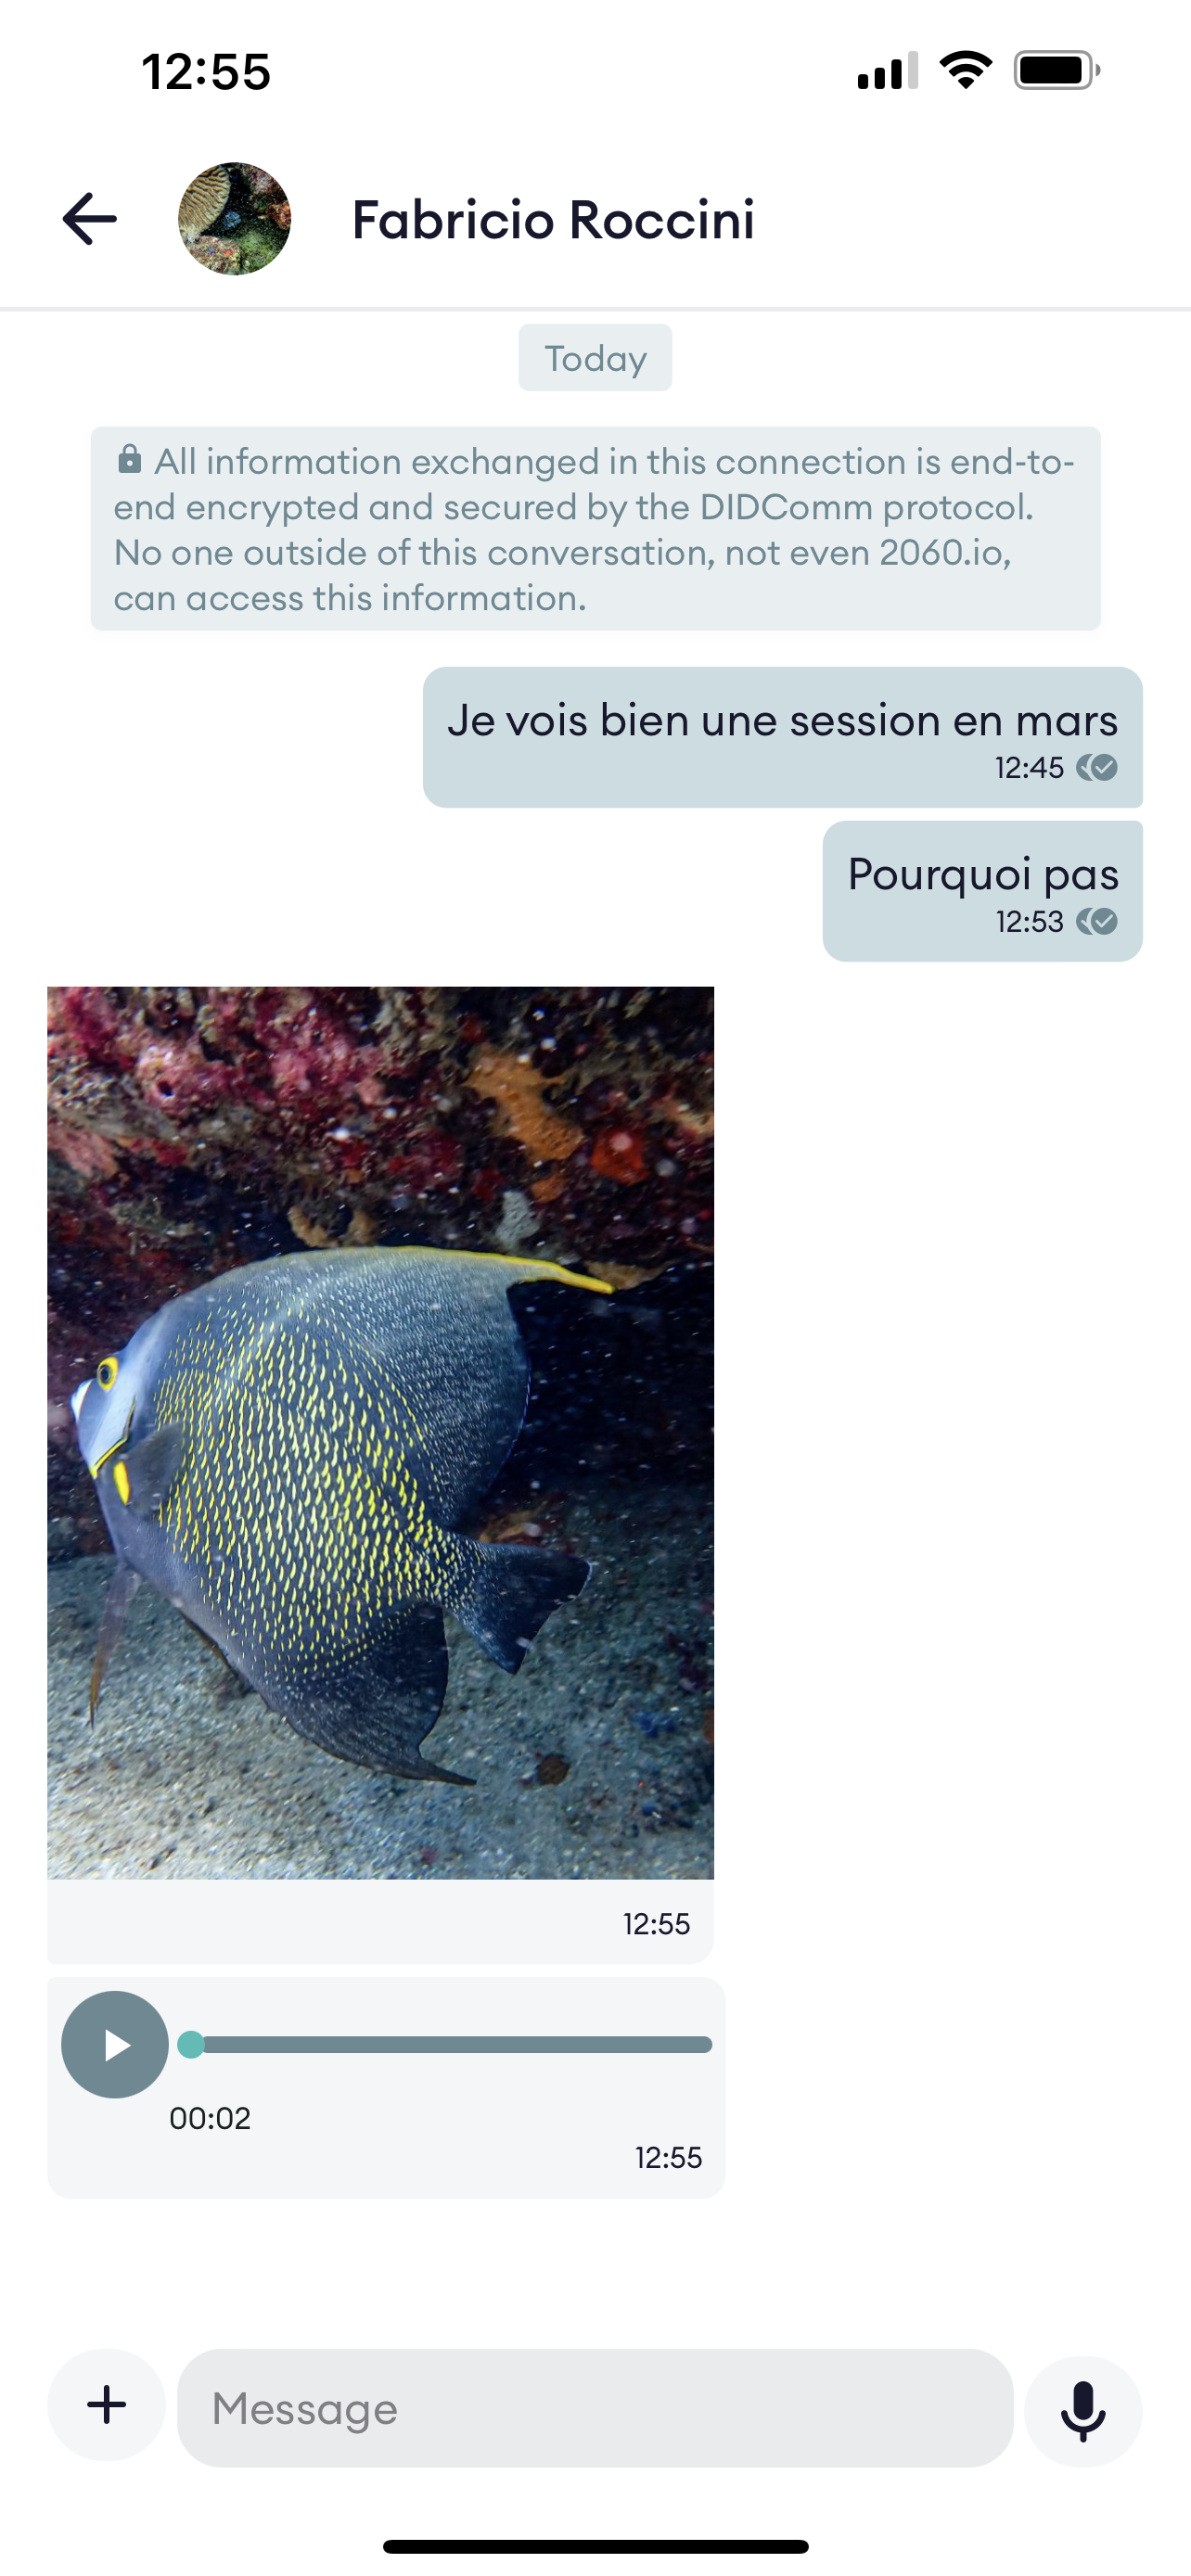 12:55
Fabricio Roccini
Today
All information exchanged in this connection is end-to-
end encrypted and secured by the DIDComm protocol.
No one outside of this conversation, not even 2060.io,
can access this information.
Je vois bien une session en mars
12:45
Pourquoi pas
12:53
12:55
00:02
12:55
Message